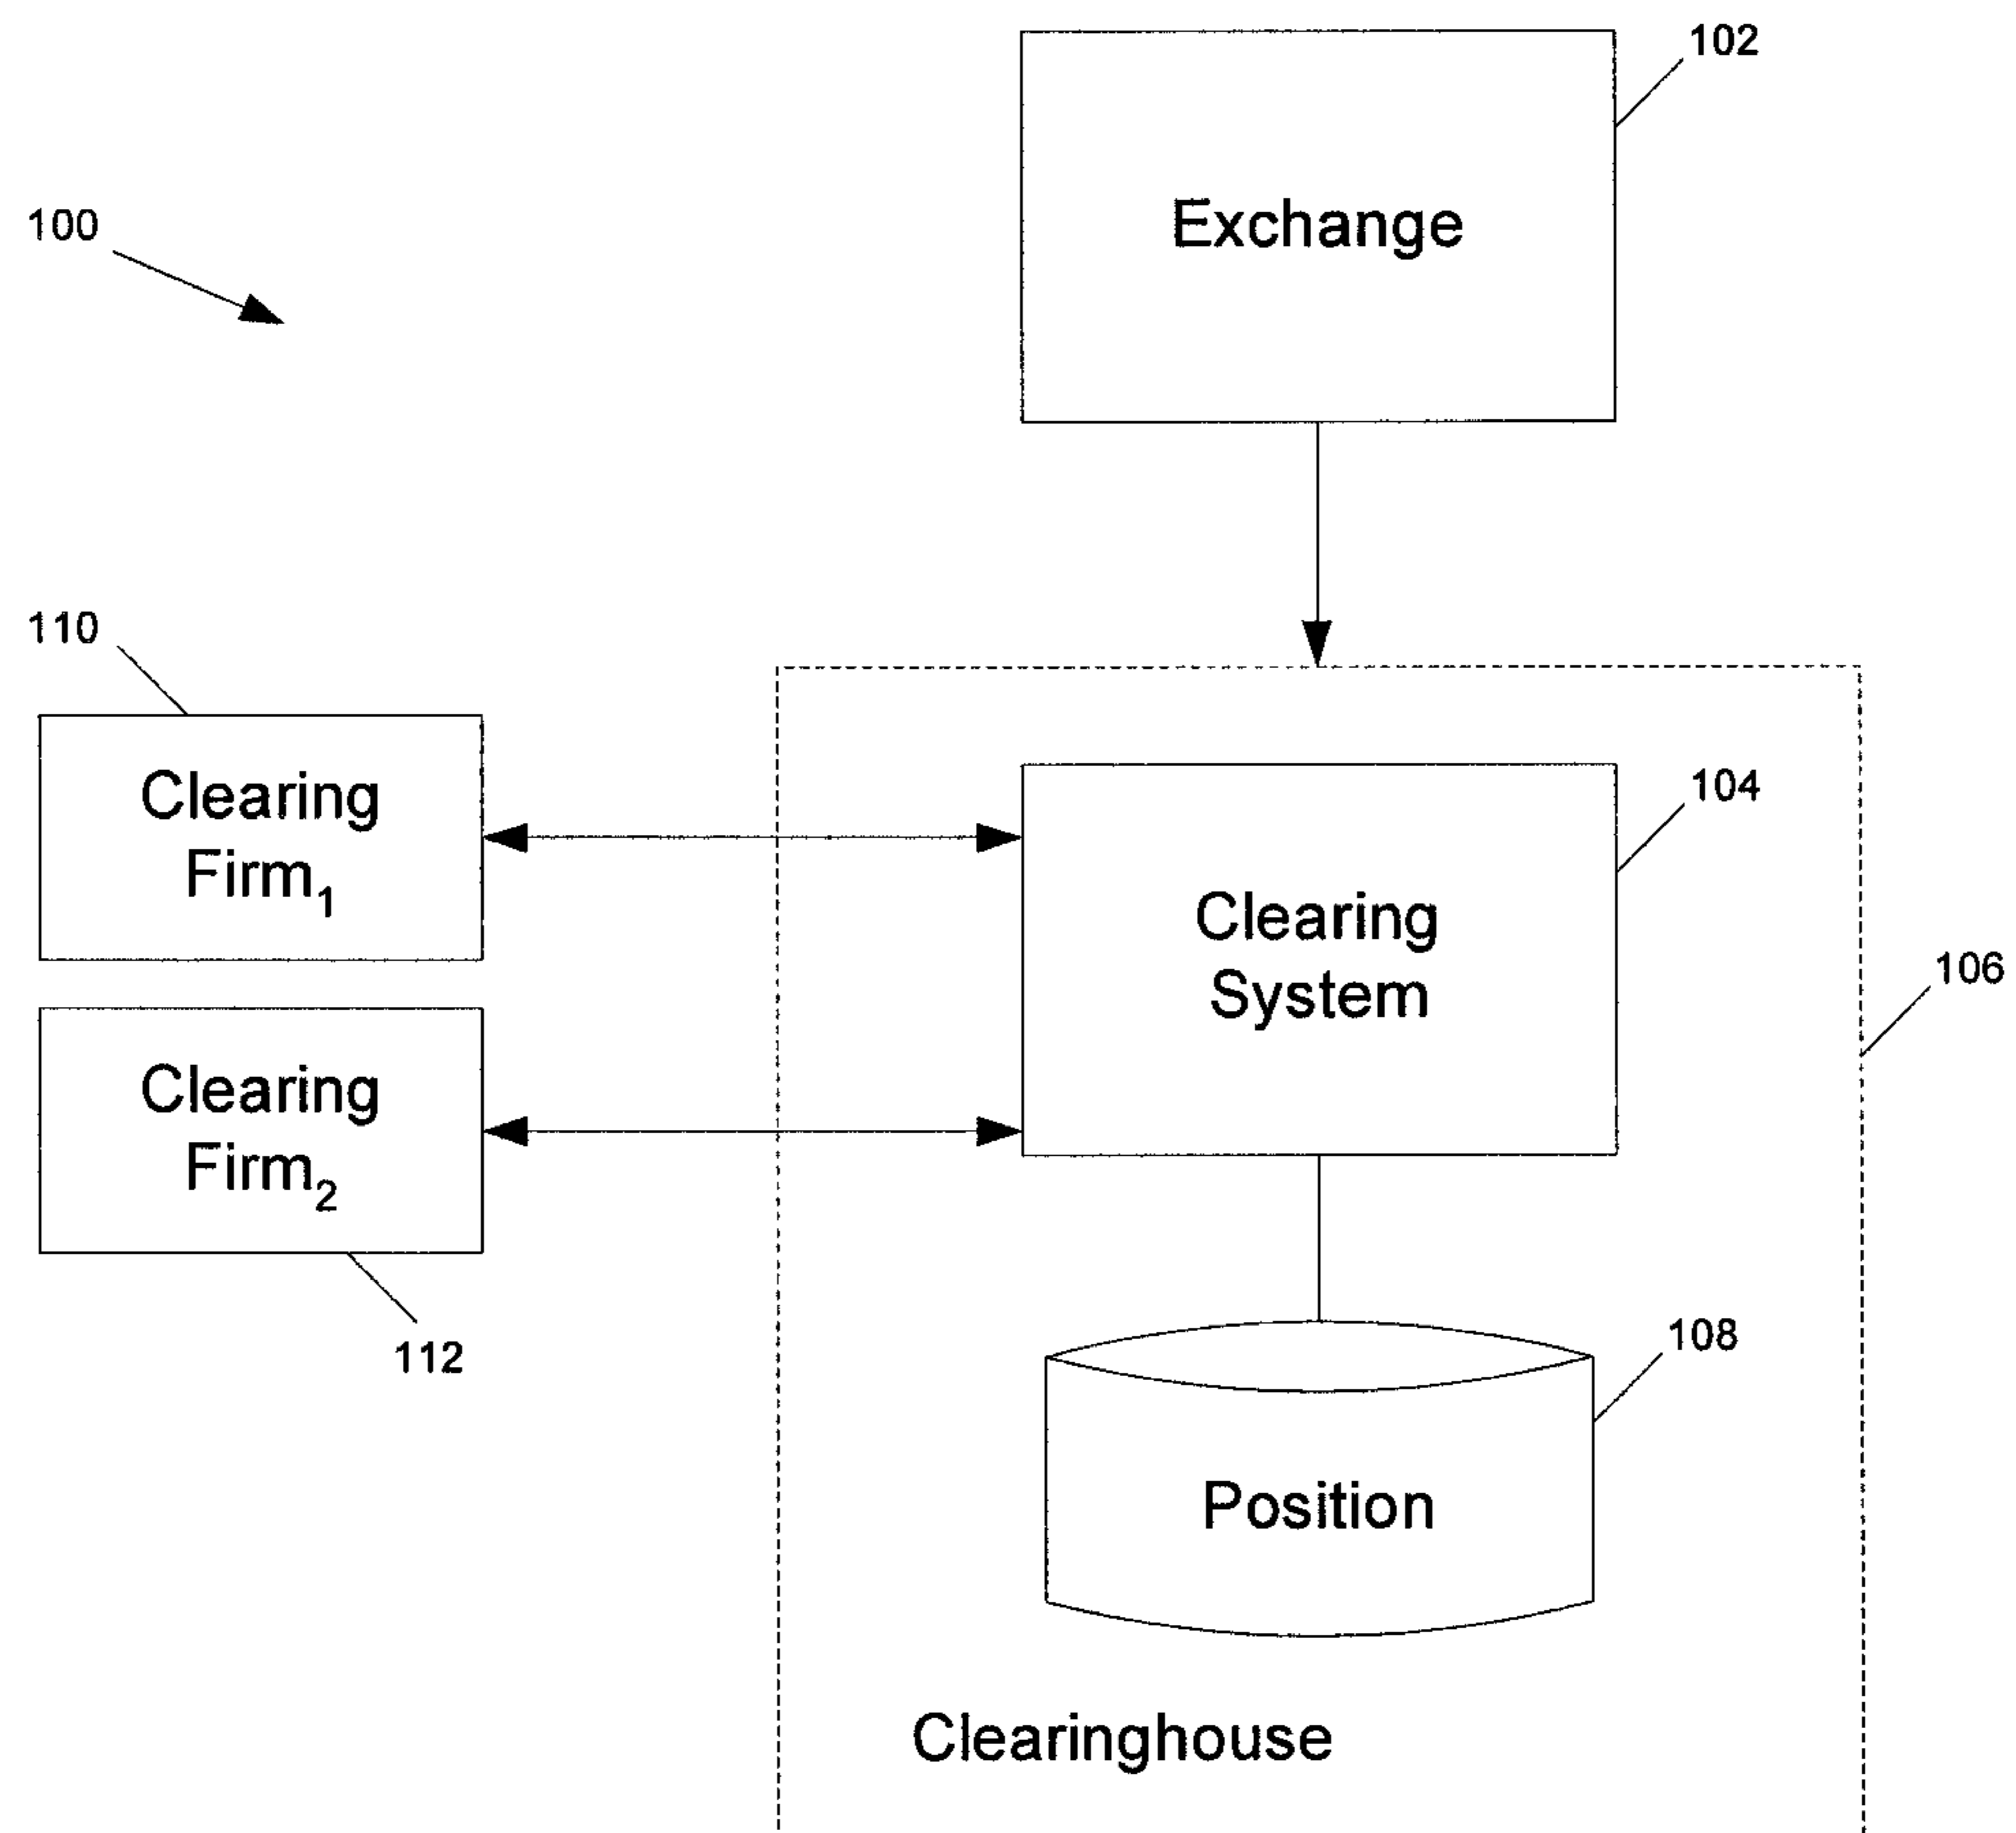 102
Exchange
100
110
Clearing
Firm1
104
Clearing
System
106
Clearing
Firm2
112
108
Position
Clearinghouse